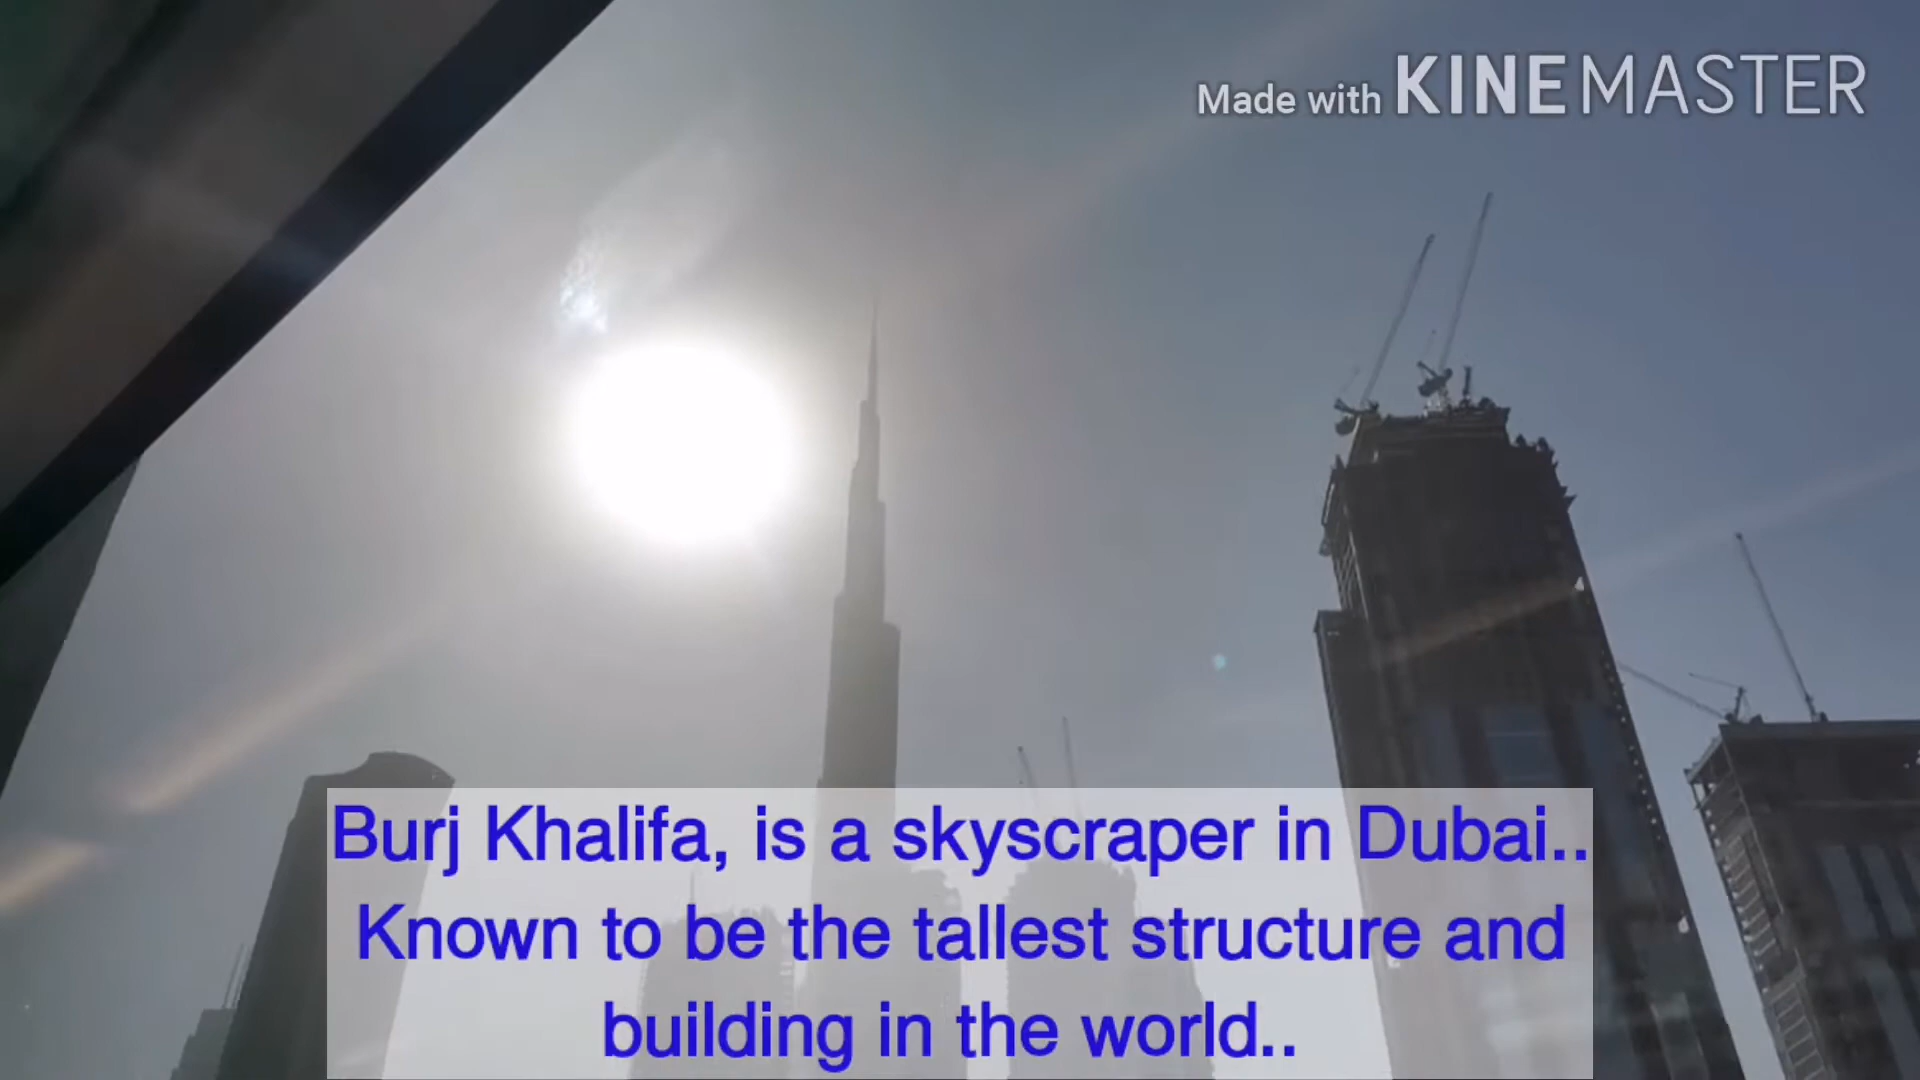 Made with KINEMASTER
Burj Khalifa, is a skyscraper in Dubai..
Known to be the tallest structure and
building in the world..